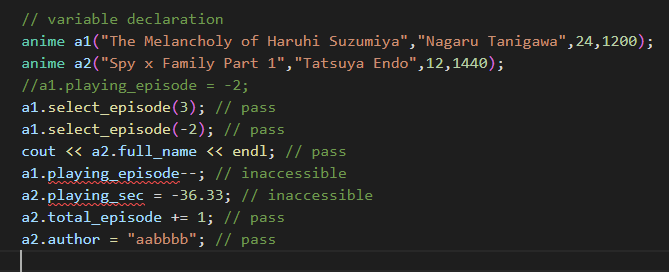 // variable declaration
anime a1("The Melancholy of Haruhi Suzumiya","Nagaru Tanigawa",24,1200);
anime a2("Spy x Family Part 1","Tatsuya Endo",12,1440);
//a1.playing_episode = -2;
a1.select_episode(3); // pass
a1.select_episode(-2); // pass
cout << a2.full_name << endl; // pass
a1.playing_episode--; // inaccessible
a2.playing_sec = -36.33; // inaccessible
a2.total_episode += 1; // pass
a2.author = "aabbbb"; // pass